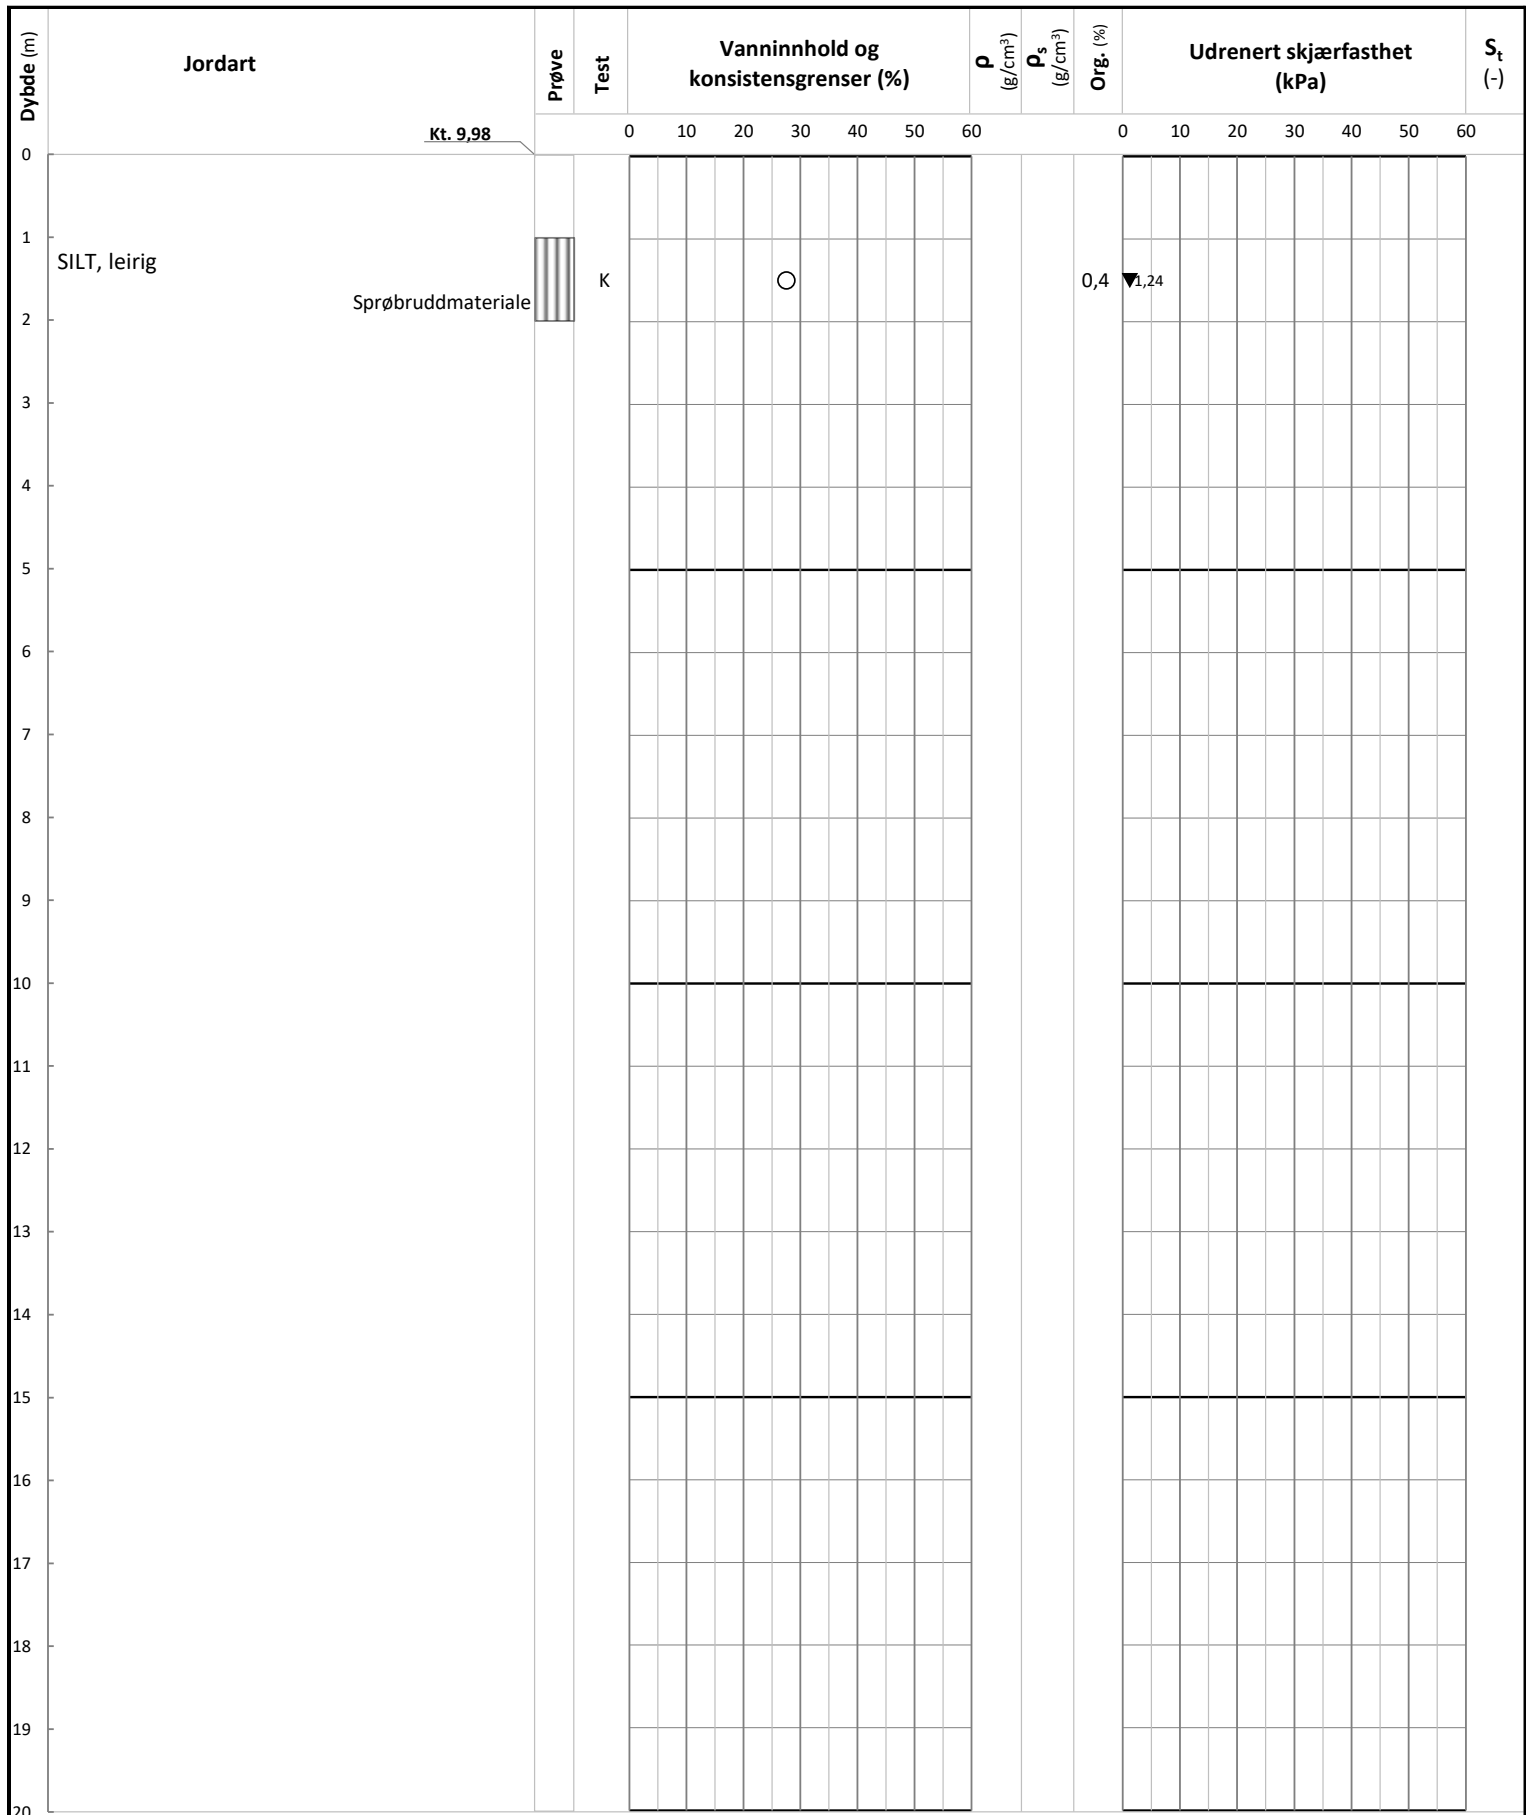 Dybde (m)
Jordart
Prøve
Test
Vanninnhold og
konsistensgrenser (%)
ρ
(g/cm³)
ρs
(g/cm³)
Org. (%)
Udrenert skjærfasthet
(kPa)
St
(-)
Kt. 9,98
0 10 20 30 40 50 60
0 10 20 30 40 50 60
0
1
SILT, leirig
K
0,4
1,24
Sprøbruddmateriale
2
3
4
5
6
7
8
9
10
11
12
13
14
15
16
17
18
19
20